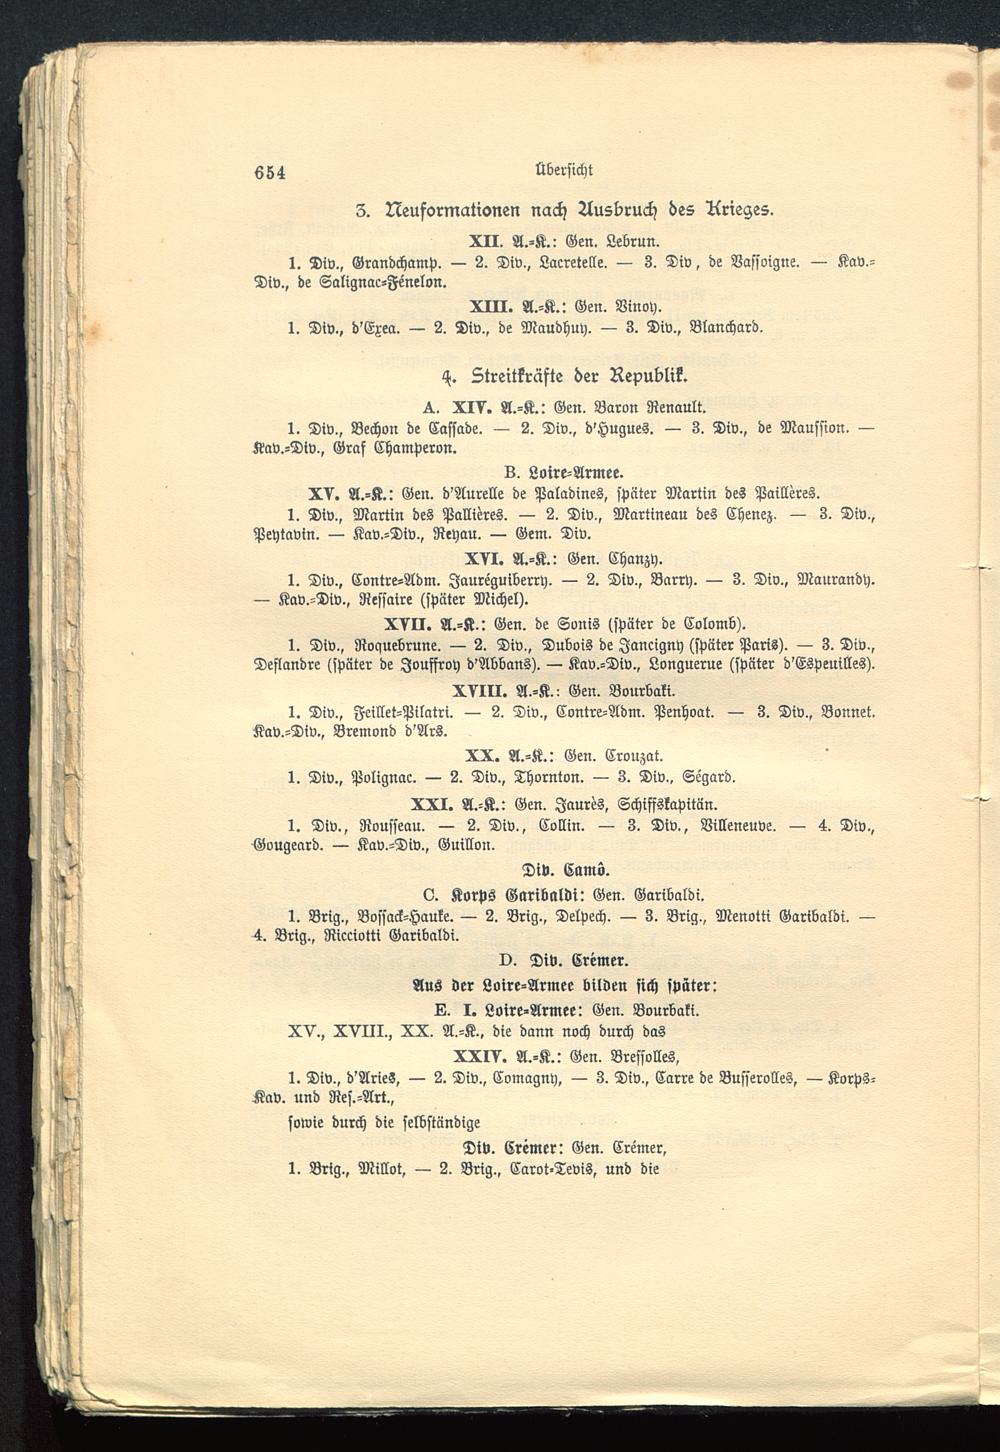 654 Übersicht
3. Neuformationen nach Ausbruch des Krieges.
XII. A.=K.: Gen. Lebrun.
1. Div., Grandchamp. — 2. Div., Lacretelle. — 3. Div, de Vassoigne. — Kav.=
Div., de Salignac=Fénelon.
XIII. A.=K.: Gen. Vinoy.
1. Div., d'Exea. — 2. Div., de Maudhuy. — 3. Div., Blanchard.
4. Streitkräfte der Republik.
A. XIV. A.=K.: Gen. Baron Renault.
1. Div., Bechon de Cassade. — 2. Div., d'Hugues. — 3. Div., de Maussion. —
Kav.=Div., Graf Champeron.
B. Loire=Armee.
XV. A.=K.: Gen. d'Aurelle de Paladines, später Martin des Paillères.
1. Div., Martin des Pallières. — 2. Div., Martineau des Chenez. — 3. Div.,
Peytavin. — Kav.=Div., Reyau. — Gem. Div.
XVI. A.=K.: Gen. Chanzy.
1. Div., Contre=Adm. Jauréguiberry. — 2. Div., Barry. — 3. Div., Maurandy.
— Kav.=Div., Ressaire (später Michel).
XVII. A.=K.: Gen. de Sonis (später de Colomb).
1. Div., Roquebrune. — 2. Div., Dubois de Jancigny (später Paris). — 3. Div.,
Deflandre (später de Jouffroy d'Abbans). — Kav.=Div., Longuerue (später d'Espeuilles).
XVIII. A.=K.: Gen. Bourbaki.
1. Div., Feillet=Pilatri. — 2. Div., Contre=Adm. Penhoat. — 3. Div., Bonnet.
Kav.=Div., Bremond d'Ars.
XX. A.=K.: Gen. Crouzat.
1. Div., Polignac. — 2. Div., Thornton. — 3. Div., Ségard.
XXI. A.=K.: Gen. Jaurès, Schiffskapitän.
1. Div., Rousseau. — 2. Div., Collin. — 3. Div., Villeneuve. — 4. Div.,
Gougeard. — Kav.=Div., Guillon.
Div. Camô.
C. Korps Garibaldi: Gen. Garibaldi.
1. Brig., Bossack=Hauke. — 2. Brig., Delpech. — 3. Brig., Menotti Garibaldi. —
4. Brig., Ricciotti Garibaldi.
D. Div. Crémer.
Aus der Loire=Armee bilden sich später:
E. I. Loire=Armee: Gen. Bourbaki.
XV., XVIII., XX. A.=K., die dann noch durch das
XXIV. A.=K.: Gen. Bressolles,
1. Div., d'Aries, — 2. Div., Comagny, — 3. Div., Carre de Busserolles, — Korps=
Kav. und Res.=Art.,
sowie durch die selbständige
Div. Crémer: Gen. Crémer,
1. Brig., Millot, — 2. Brig., Carot=Tevis, und die